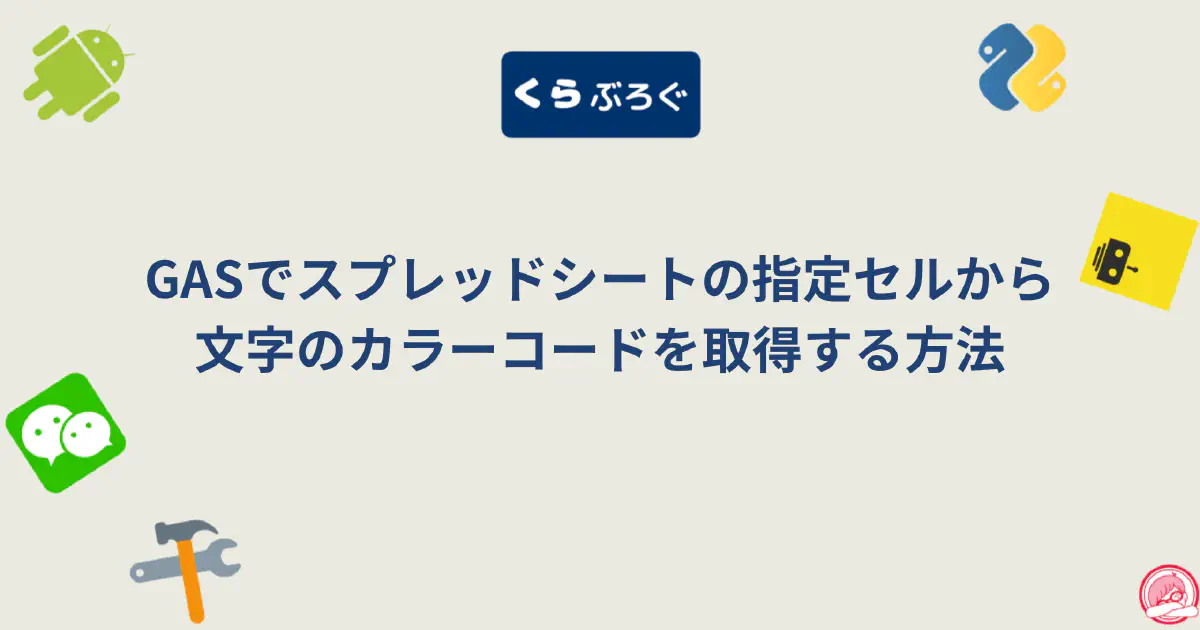 くらぶろぐ
GASでスプレッドシートの指定セルから
文字のカラーコードを取得する方法